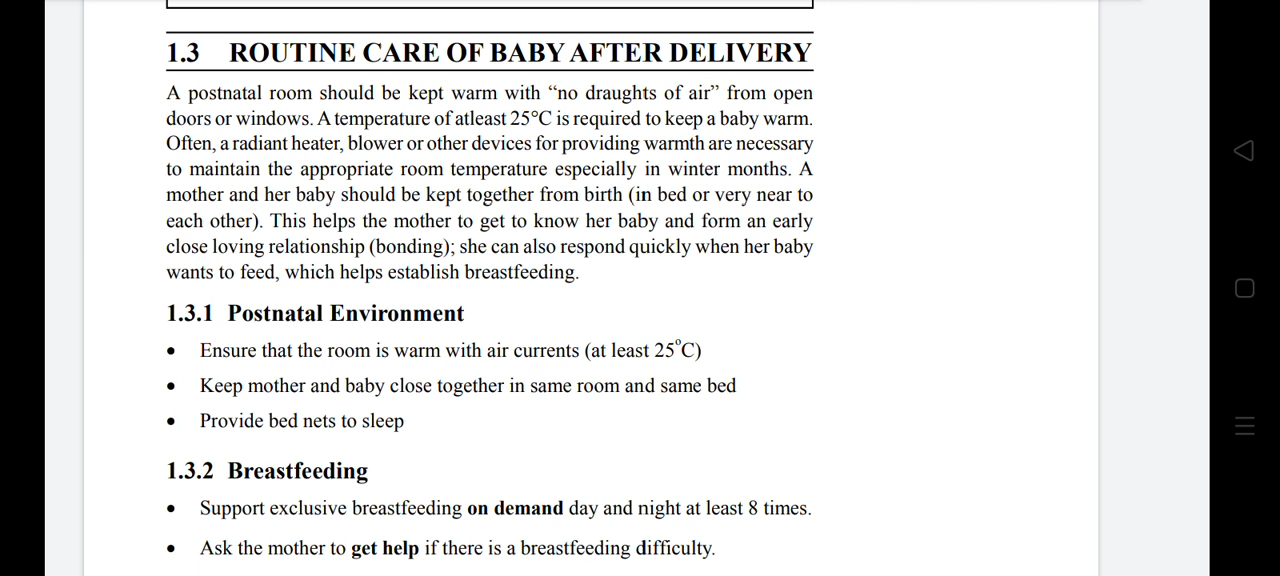 1.3 ROUTINE CARE OF BABY AFTER DELIVERY
A postnatal room should be kept warm with “no draughts of air” from open
doors or windows. A temperature of atleast 25°C is required to keep a baby warm.
Often, a radiant heater, blower or other devices for providing warmth are necessary
to maintain the appropriate room temperature especially in winter months. A
mother and her baby should be kept together from birth (in bed or very near to
each other). This helps the mother to get to know her baby and form an early
close loving relationship (bonding); she can also respond quickly when her baby
wants to feed, which helps establish breastfeeding.
1.3.1 Postnatal Environment
• Ensure that the room is warm with air currents (at least 25°C)
• Keep mother and baby close together in same room and same bed
• Provide bed nets to sleep
1.3.2 Breastfeeding
• Support exclusive breastfeeding on demand day and night at least 8 times.
• Ask the mother to get help if there is a breastfeeding difficulty.